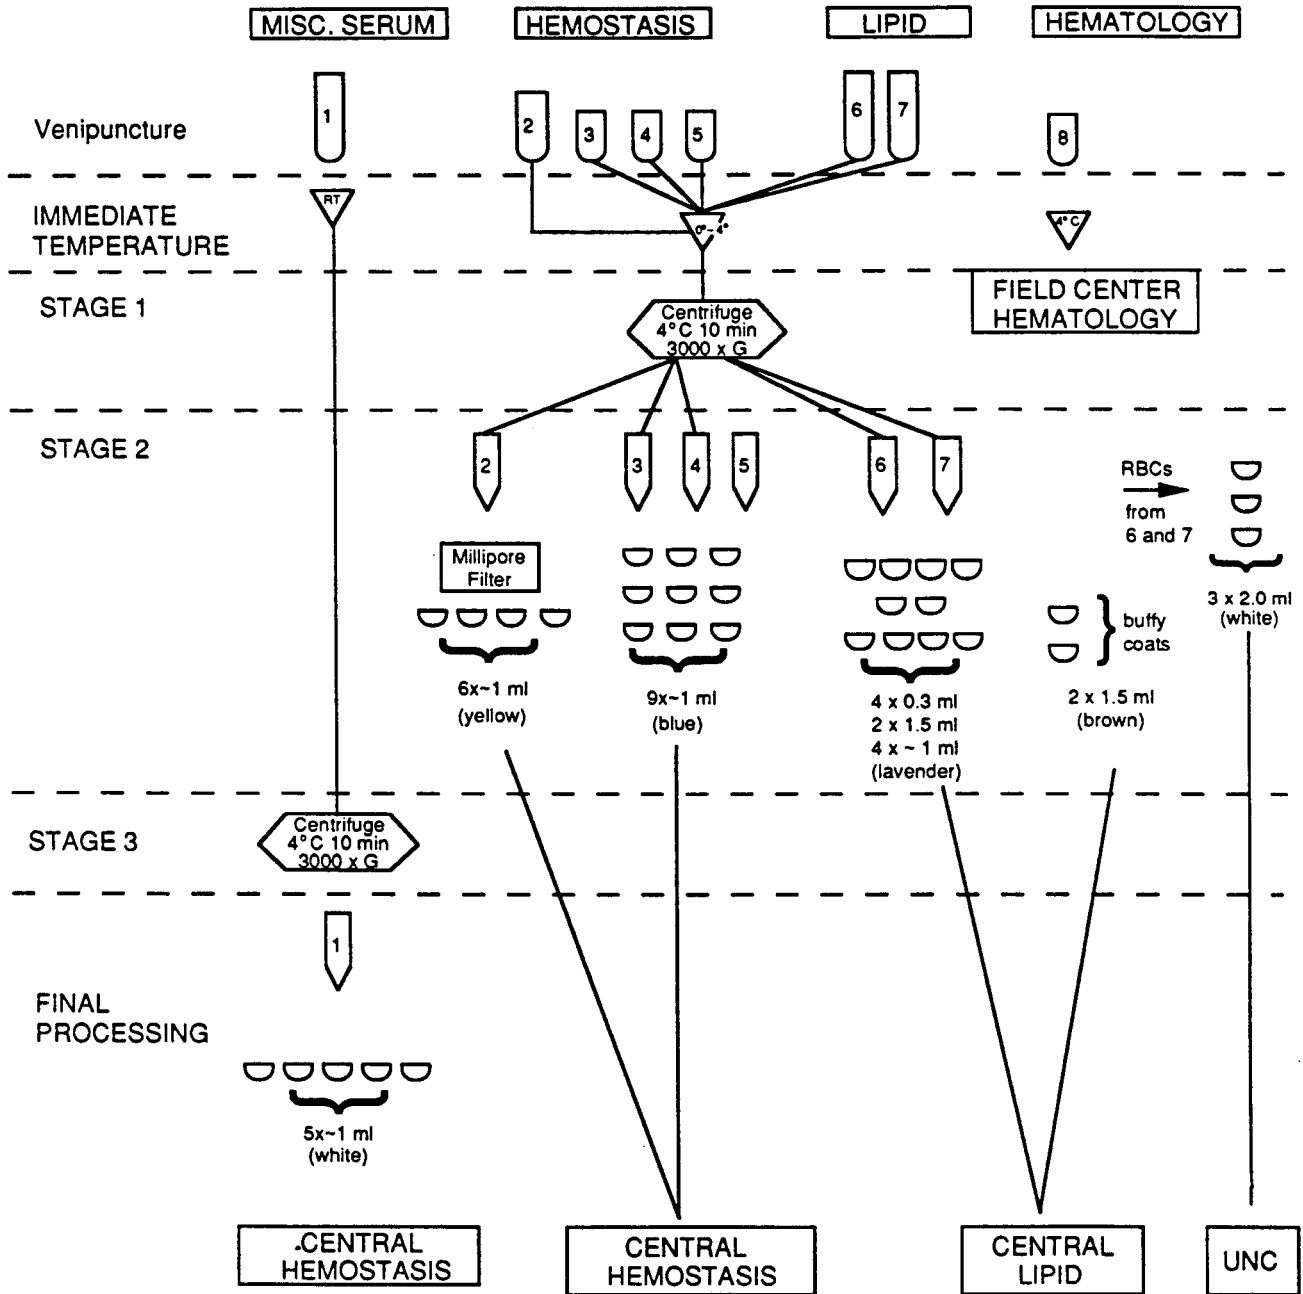 MISC. SERUM
HEMOSTASIS
LIPID
HEMATOLOGY
Venipuncture
1
2
3
4
5
6
7
8
IMMEDIATE
TEMPERATURE
RT
0°-4°
4°C
STAGE 1
Centrifuge
4°C 10 min
3000 x G
FIELD CENTER
HEMATOLOGY
STAGE 2
2
3
4
5
6
7
RBCs
from
6 and 7
Millipore
Filter
3 x 2.0 ml
(white)
buffy
coats
6x~1 ml
(yellow)
9x~1 ml
(blue)
4 x 0.3 ml
2 x 1.5 ml
4 x ~ 1 ml
(lavender)
2 x 1.5 ml
(brown)
STAGE 3
Centrifuge
4°C 10 min
3000 x G
1
FINAL
PROCESSING
5x~1 ml
(white)
CENTRAL
HEMOSTASIS
CENTRAL
HEMOSTASIS
CENTRAL
LIPID
UNC